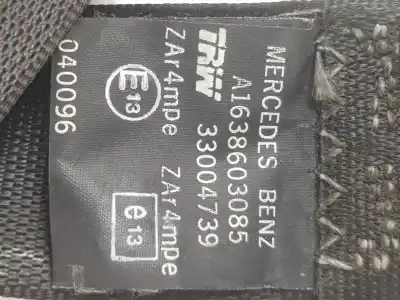 MERCEDES BENZ
A1638603085
TRW 33004739
ZAr4mpe ZAr4mpe
E13 e13
040096